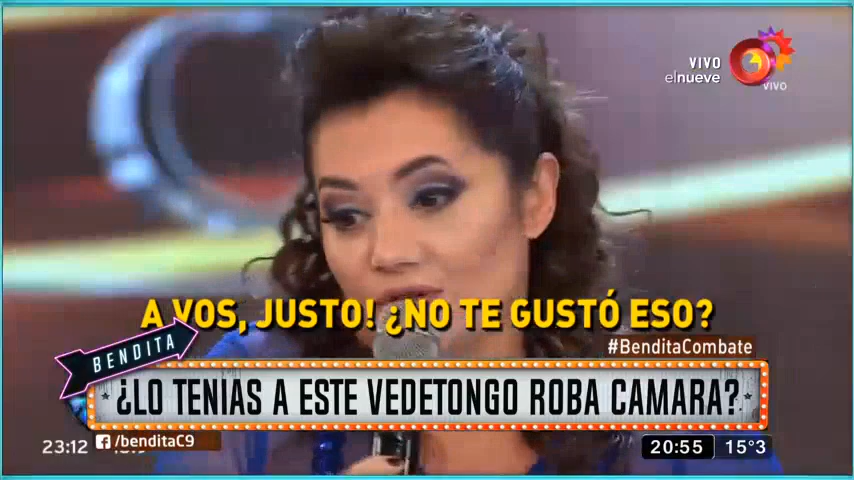 VIVO
elnueve
VIVO
A VOS, JUSTO! ¿NO TE GUSTÓ ESO?
#BenditaCombate
BENDITA
¿LO TENIAS A ESTE VEDETONGO ROBA CAMARA?
23:12
f/benditaC9
20:55 15°3